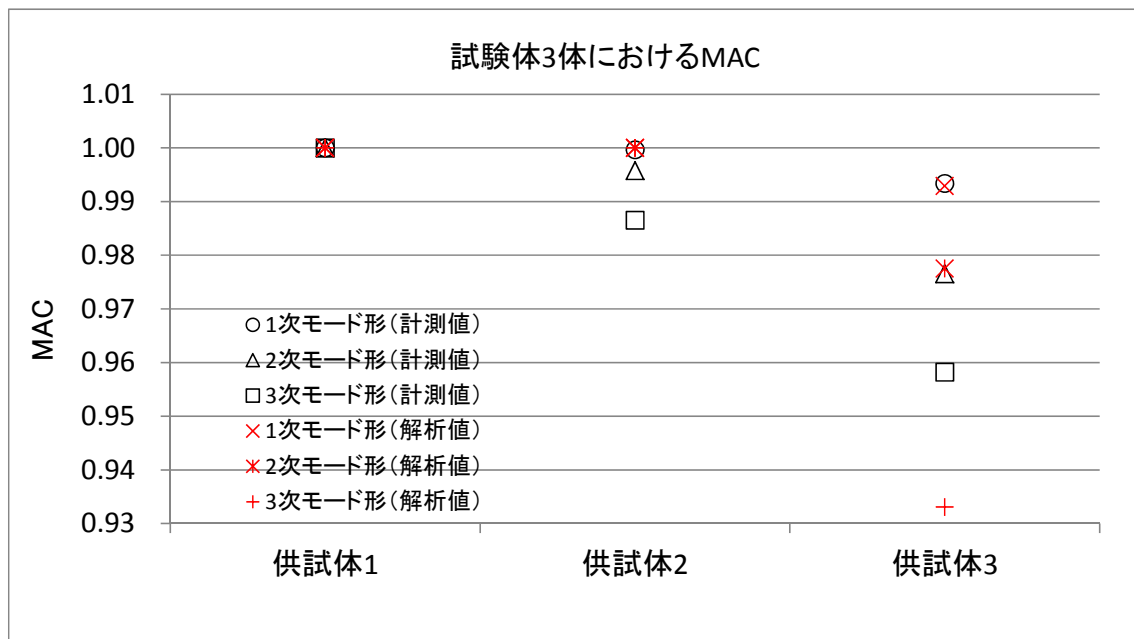 試験体3体におけるMAC
1.01
1.00
0.99
0.98
0.97
0.96
0.95
0.94
0.93
MAC
1次モード形(計測値)
2次モード形(計測値)
3次モード形(計測値)
1次モード形(解析値)
2次モード形(解析値)
3次モード形(解析値)
供試体1
供試体2
供試体3